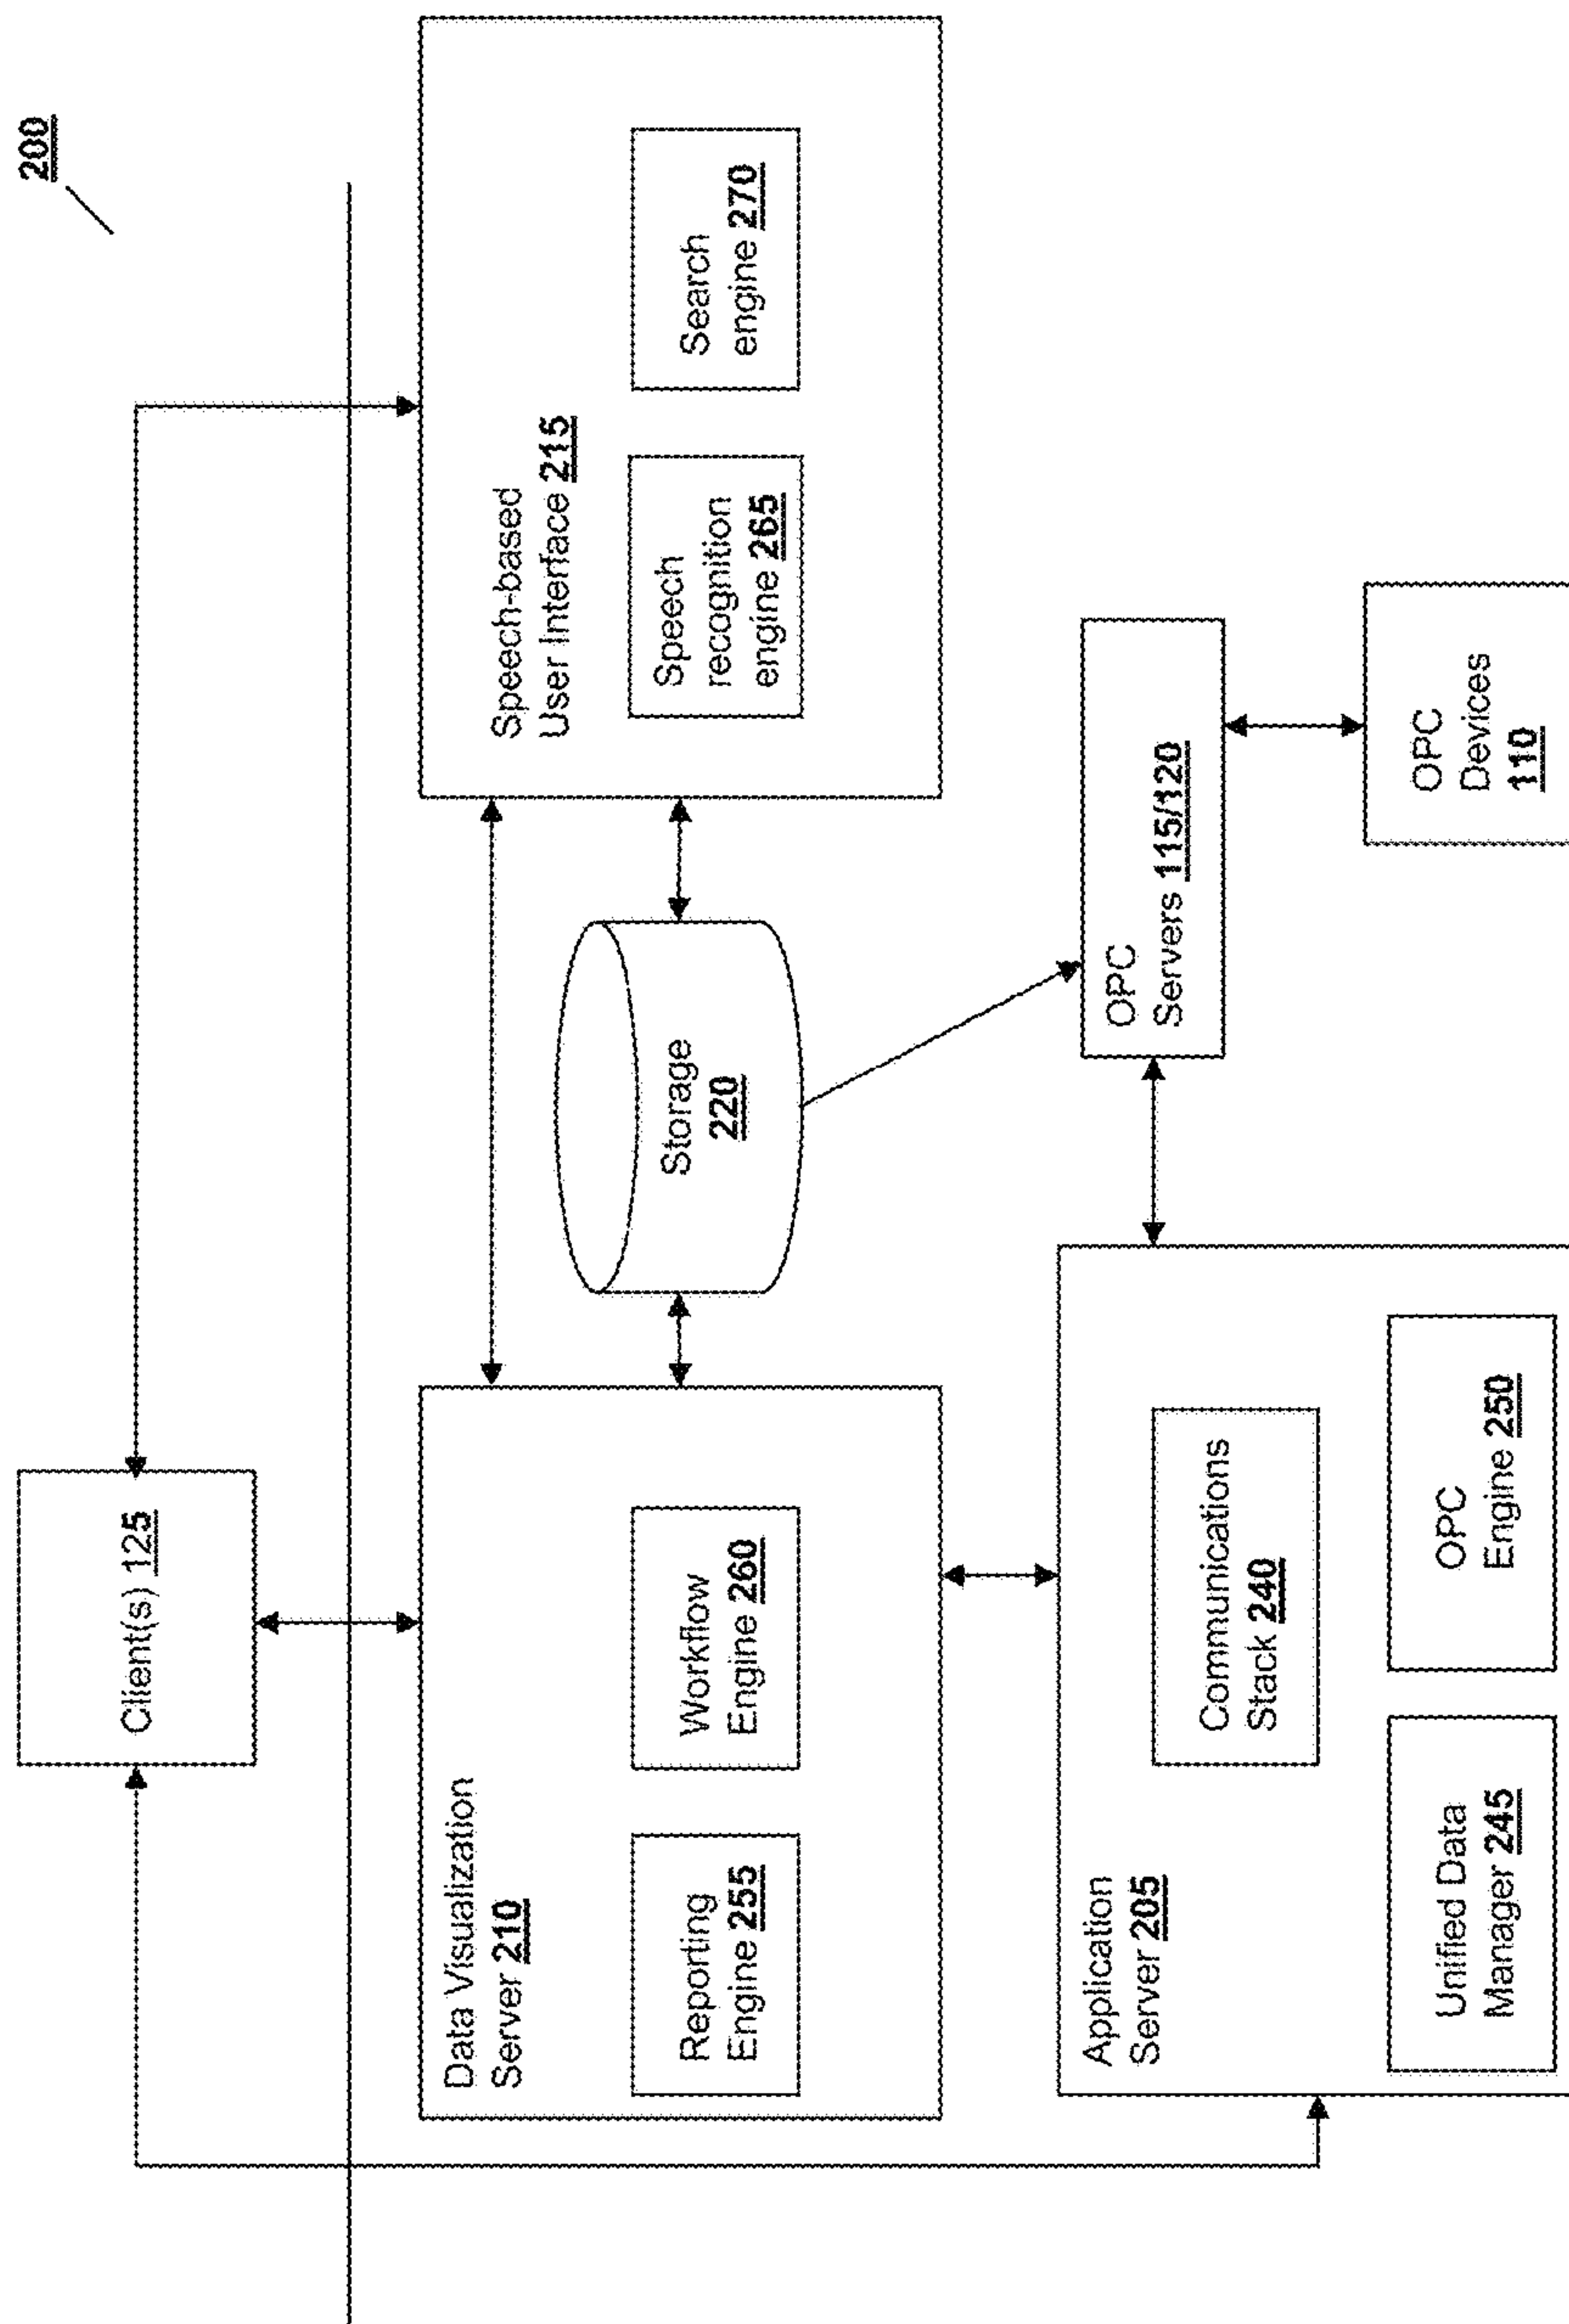 200
Client(s) 125
Data Visualization
Server 210
Reporting
Engine 255
Workflow
Engine 260
Storage
220
Speech-based
User Interface 215
Speech
recognition
engine 265
Search
engine 270
Application
Server 205
Communications
Stack 240
Unified Data
Manager 245
OPC
Engine 250
OPC
Servers 115/120
OPC
Devices
110